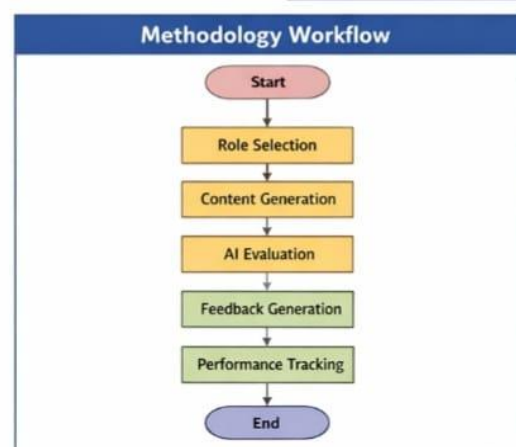 Methodology Workflow
Start
Role Selection
Content Generation
AI Evaluation
Feedback Generation
Performance Tracking
End